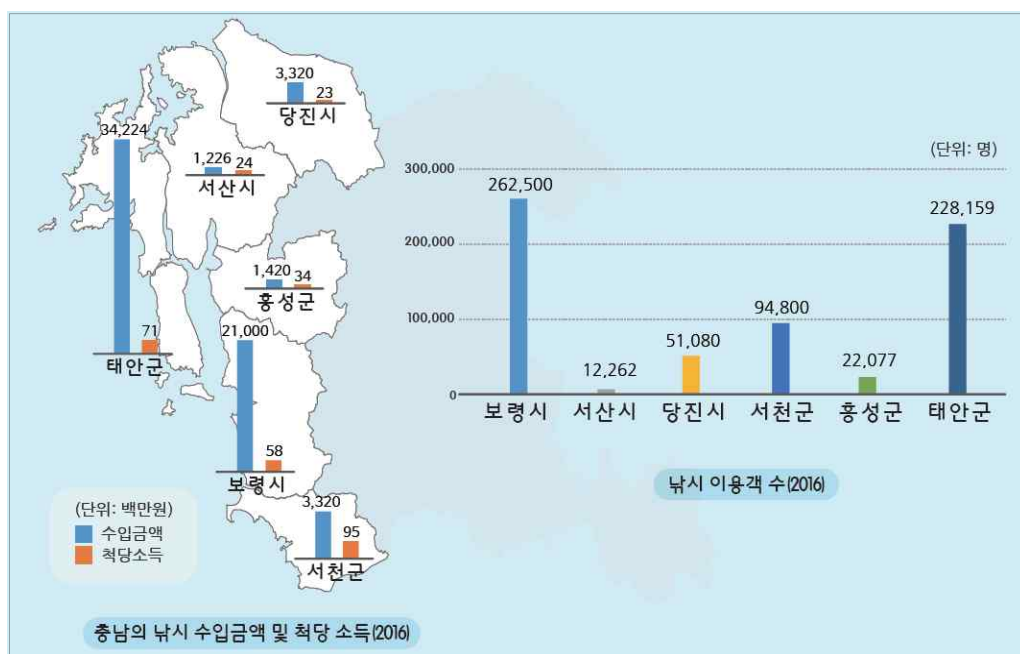 3,320
23
당진시
34,224
71
태안군
1,226
24
서산시
1,420
34
홍성군
21,000
58
보령시
3,320
95
서천군
(단위: 백만원)
수입금액
척당소득
충남의 낚시 수입금액 및 척당 소득(2016)
(단위: 명)
300,000
200,000
100,000
0
262,500
12,262
51,080
94,800
22,077
228,159
보령시 서산시 당진시 서천군 홍성군 태안군
낚시 이용객 수(2016)